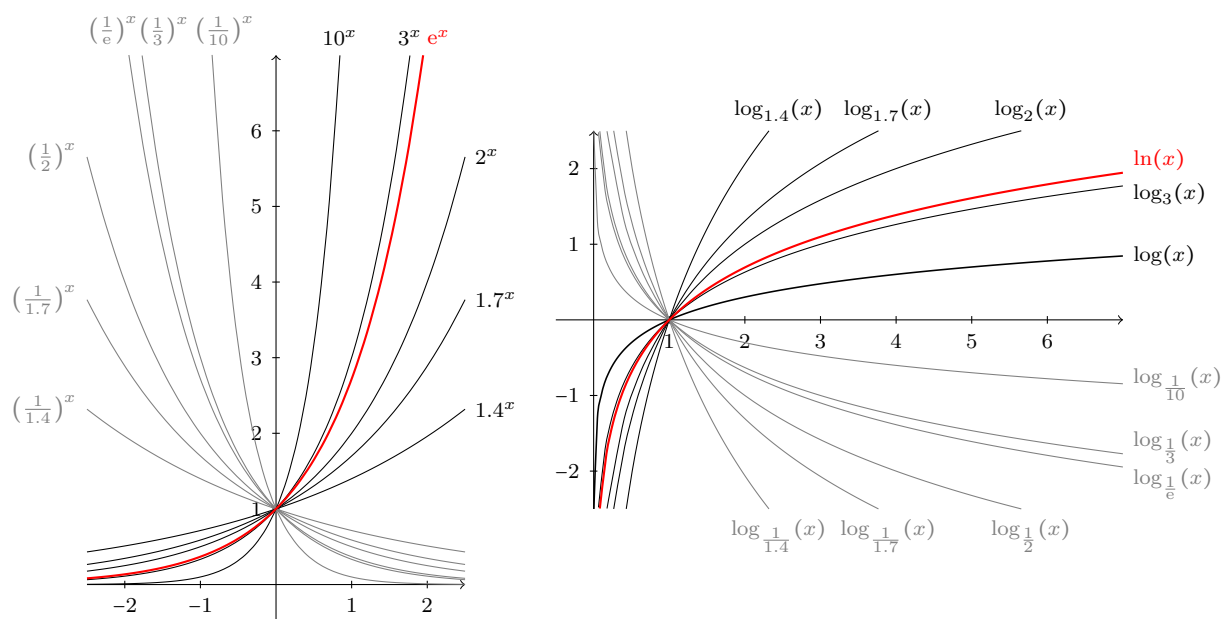 (1/e)^x (1/3)^x (1/10)^x 10^x 3^x e^x
6
(1/2)^x 2^x
5
4
(1/1.7)^x 1.7^x
3
(1/1.4)^x 1.4^x
2
1
−2 −1 1 2
log_1.4(x) log_1.7(x) log_2(x)
2 ln(x)
log_3(x)
1 log(x)
1 2 3 4 5 6
log_{1/10}(x)
−1
log_{1/3}(x)
−2 log_{1/e}(x)
log_{1/1.4}(x) log_{1/1.7}(x) log_{1/2}(x)